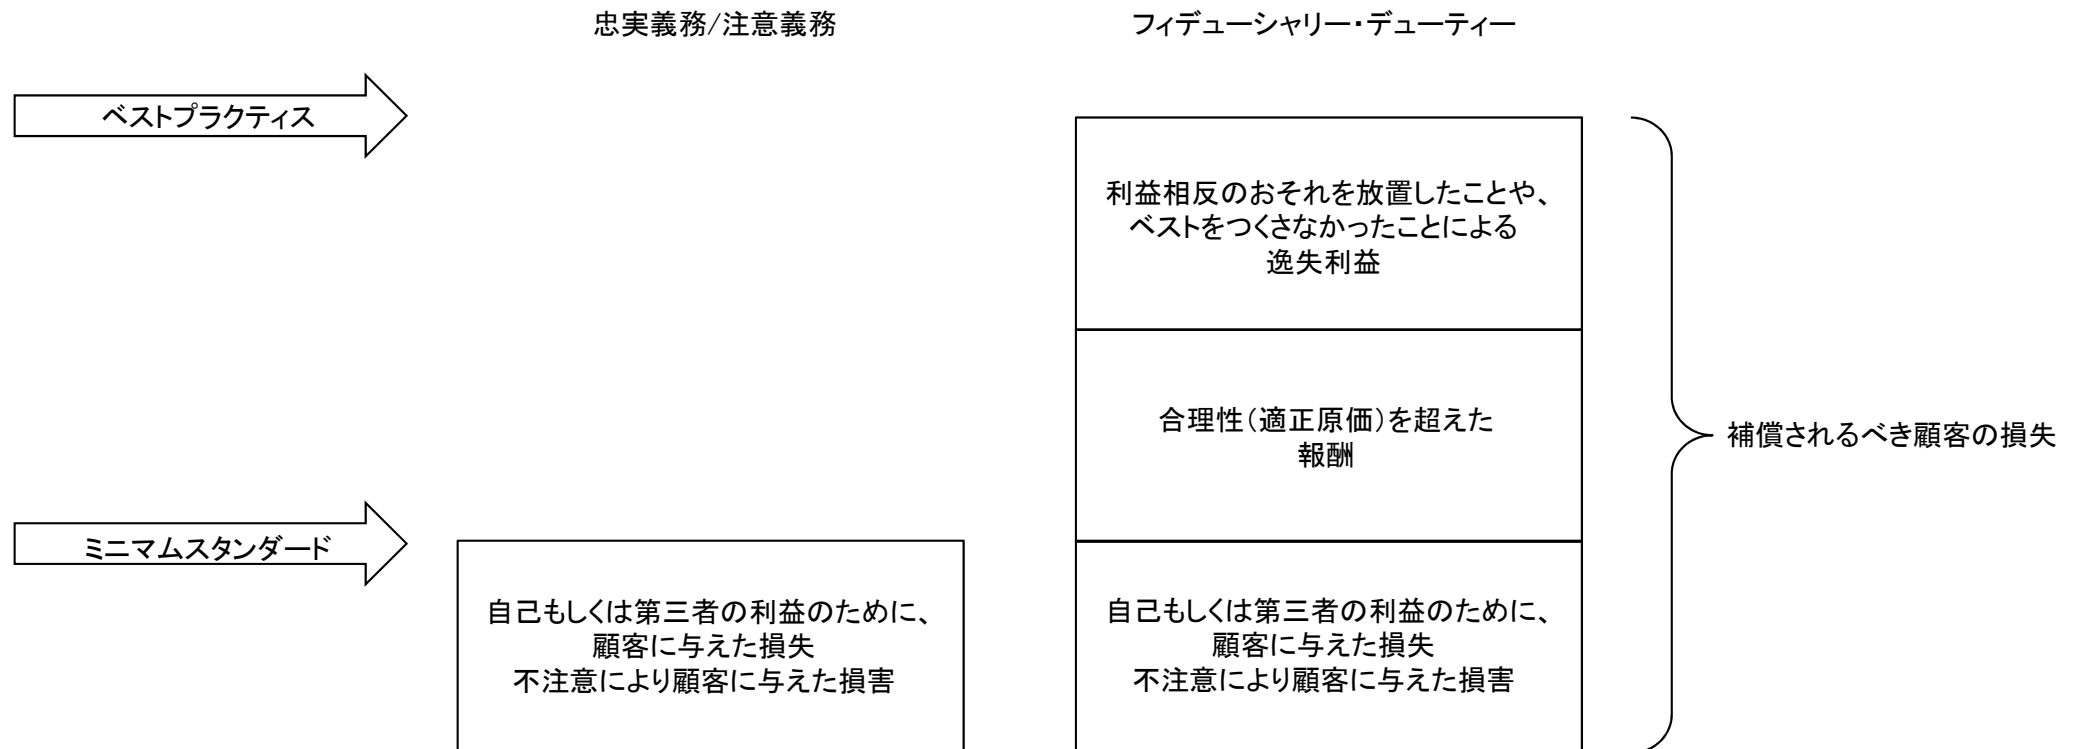 忠実義務/注意義務
フィデューシャリー・デューティー
ベストプラクティス
利益相反のおそれを放置したことや、
ベストをつくさなかったことによる
逸失利益
合理性（適正原価）を超えた
報酬
補償されるべき顧客の損失
ミニマムスタンダード
自己もしくは第三者の利益のために、
顧客に与えた損失
不注意により顧客に与えた損害
自己もしくは第三者の利益のために、
顧客に与えた損失
不注意により顧客に与えた損害